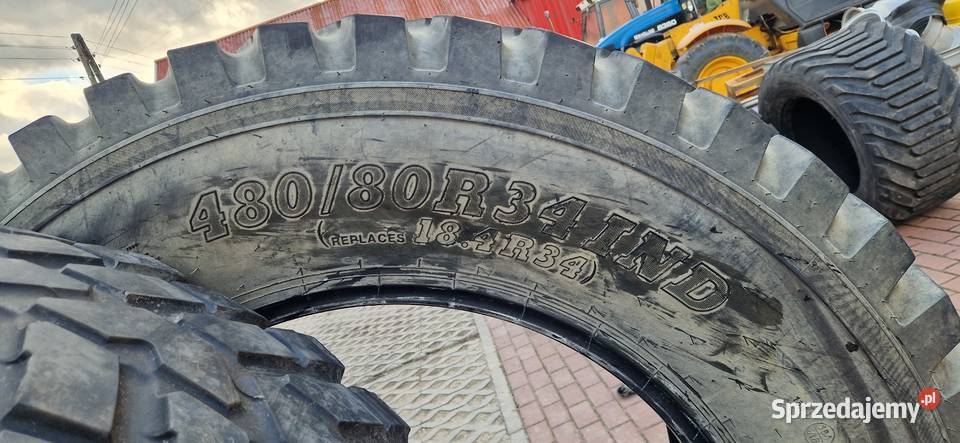 480/80R34 IND
(REPLACES 18.4R34)
Sprzedajemy.pl